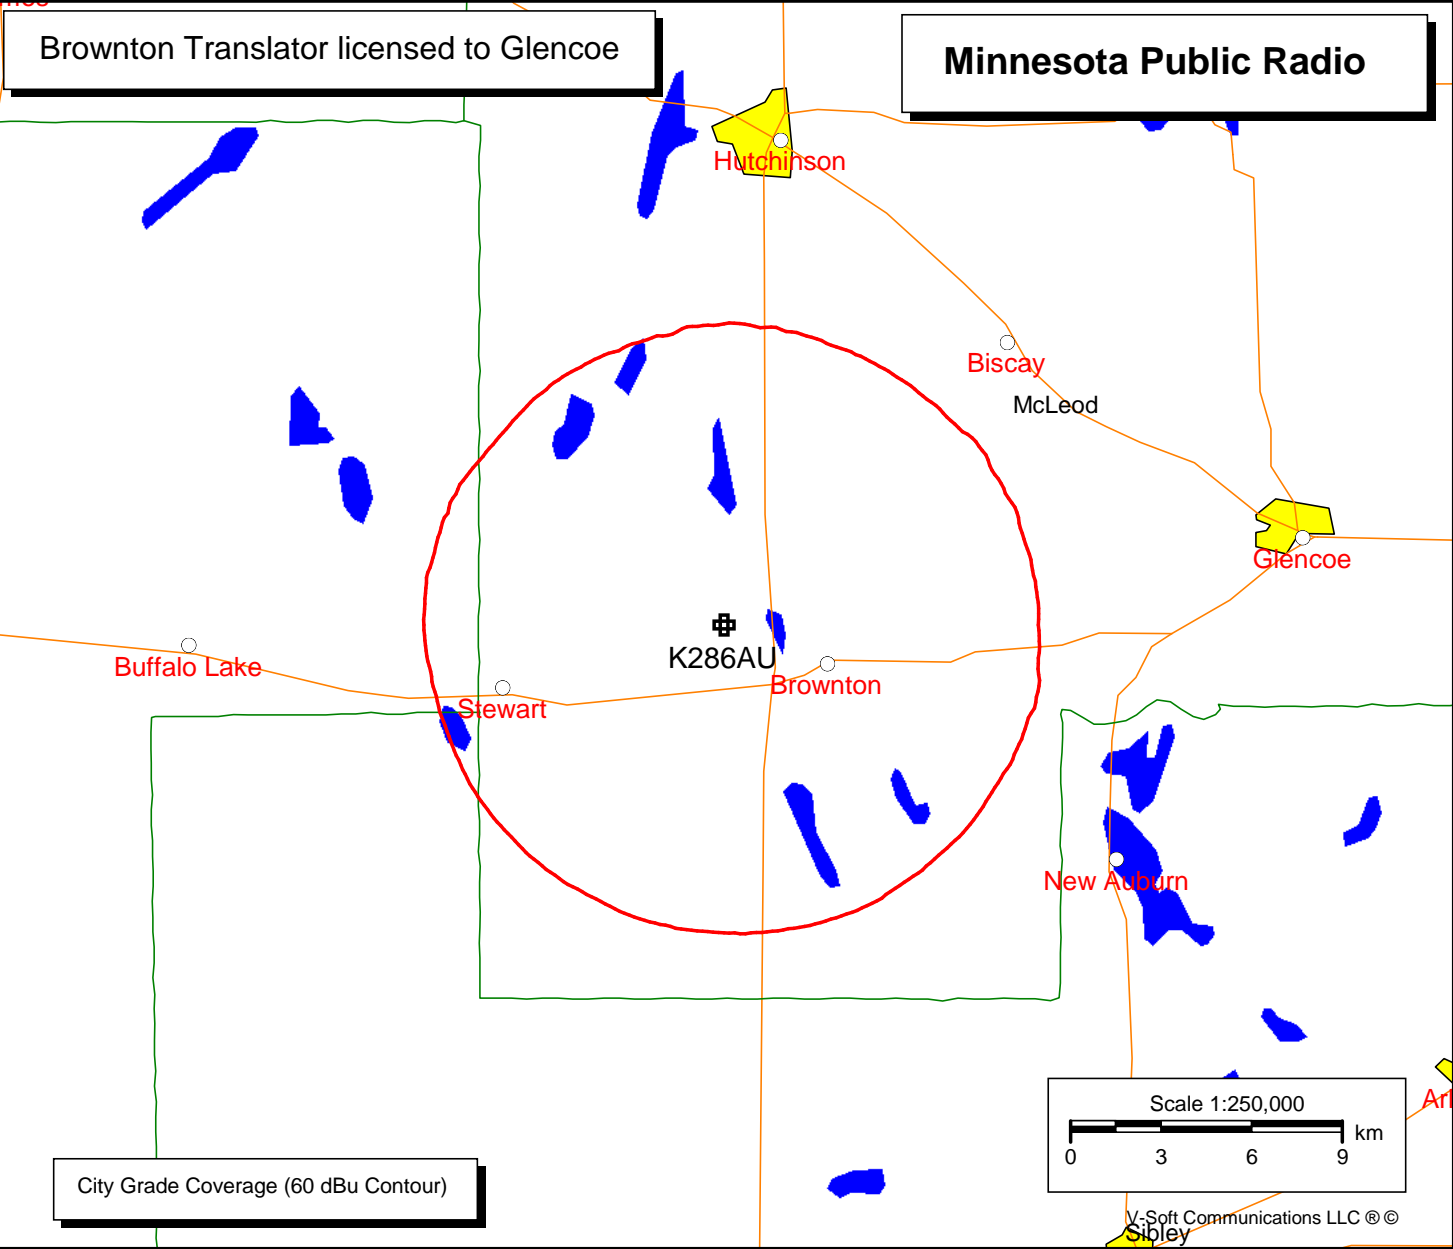 Brownton Translator licensed to Glencoe
Minnesota Public Radio
Hutchinson
Biscay
McLeod
Glencoe
Buffalo Lake
K286AU
Brownton
Stewart
New Auburn
Scale 1:250,000
km
0 3 6 9
City Grade Coverage (60 dBu Contour)
V-Soft Communications LLC ® ©
Sibley